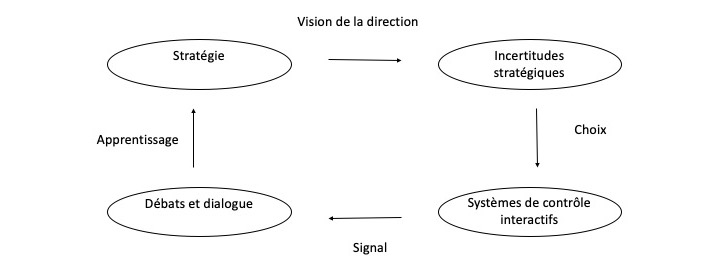 Vision de la direction
Stratégie
Incertitudes
stratégiques
Apprentissage
Choix
Débats et dialogue
Systèmes de contrôle
interactifs
Signal